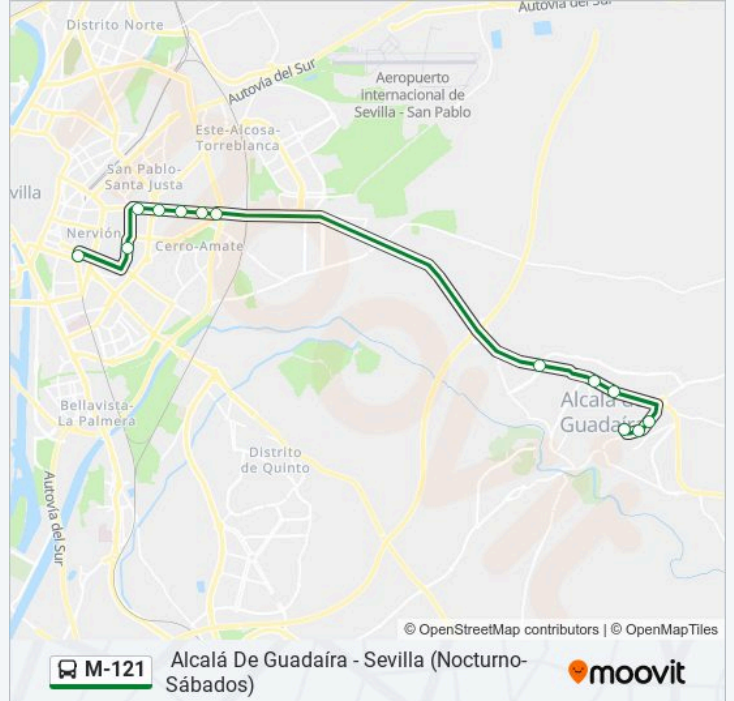 Autovía del Sur
Distrito Norte
Autovía del Sur
Aeropuerto
internacional de
Sevilla - San Pablo
Este-Alcosa-
Torreblanca
San Pablo-
Santa Justa
villa
Nervión
Cerro-Amate
Alcalá de
Guadaíra
Bellavista-
La Palmera
Distrito
de Quinto
Autovía del Sur
© OpenStreetMap contributors | © OpenMapTiles
M-121
Alcalá De Guadaíra - Sevilla (Nocturno-
Sábados)
moovit